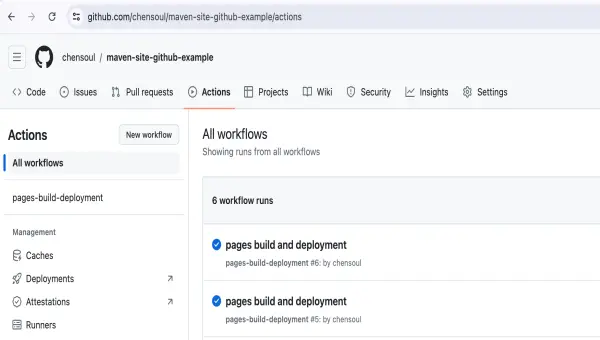 github.com/chensoul/maven-site-github-example/actions
chensoul / maven-site-github-example
Code Issues Pull requests Actions Projects Wiki Security Insights Settings
Actions
New workflow
All workflows
pages-build-deployment
Management
Caches
Deployments
Attestations
Runners
All workflows
Showing runs from all workflows
6 workflow runs
pages build and deployment
pages-build-deployment #6: by chensoul
pages build and deployment
pages-build-deployment #5: by chensoul